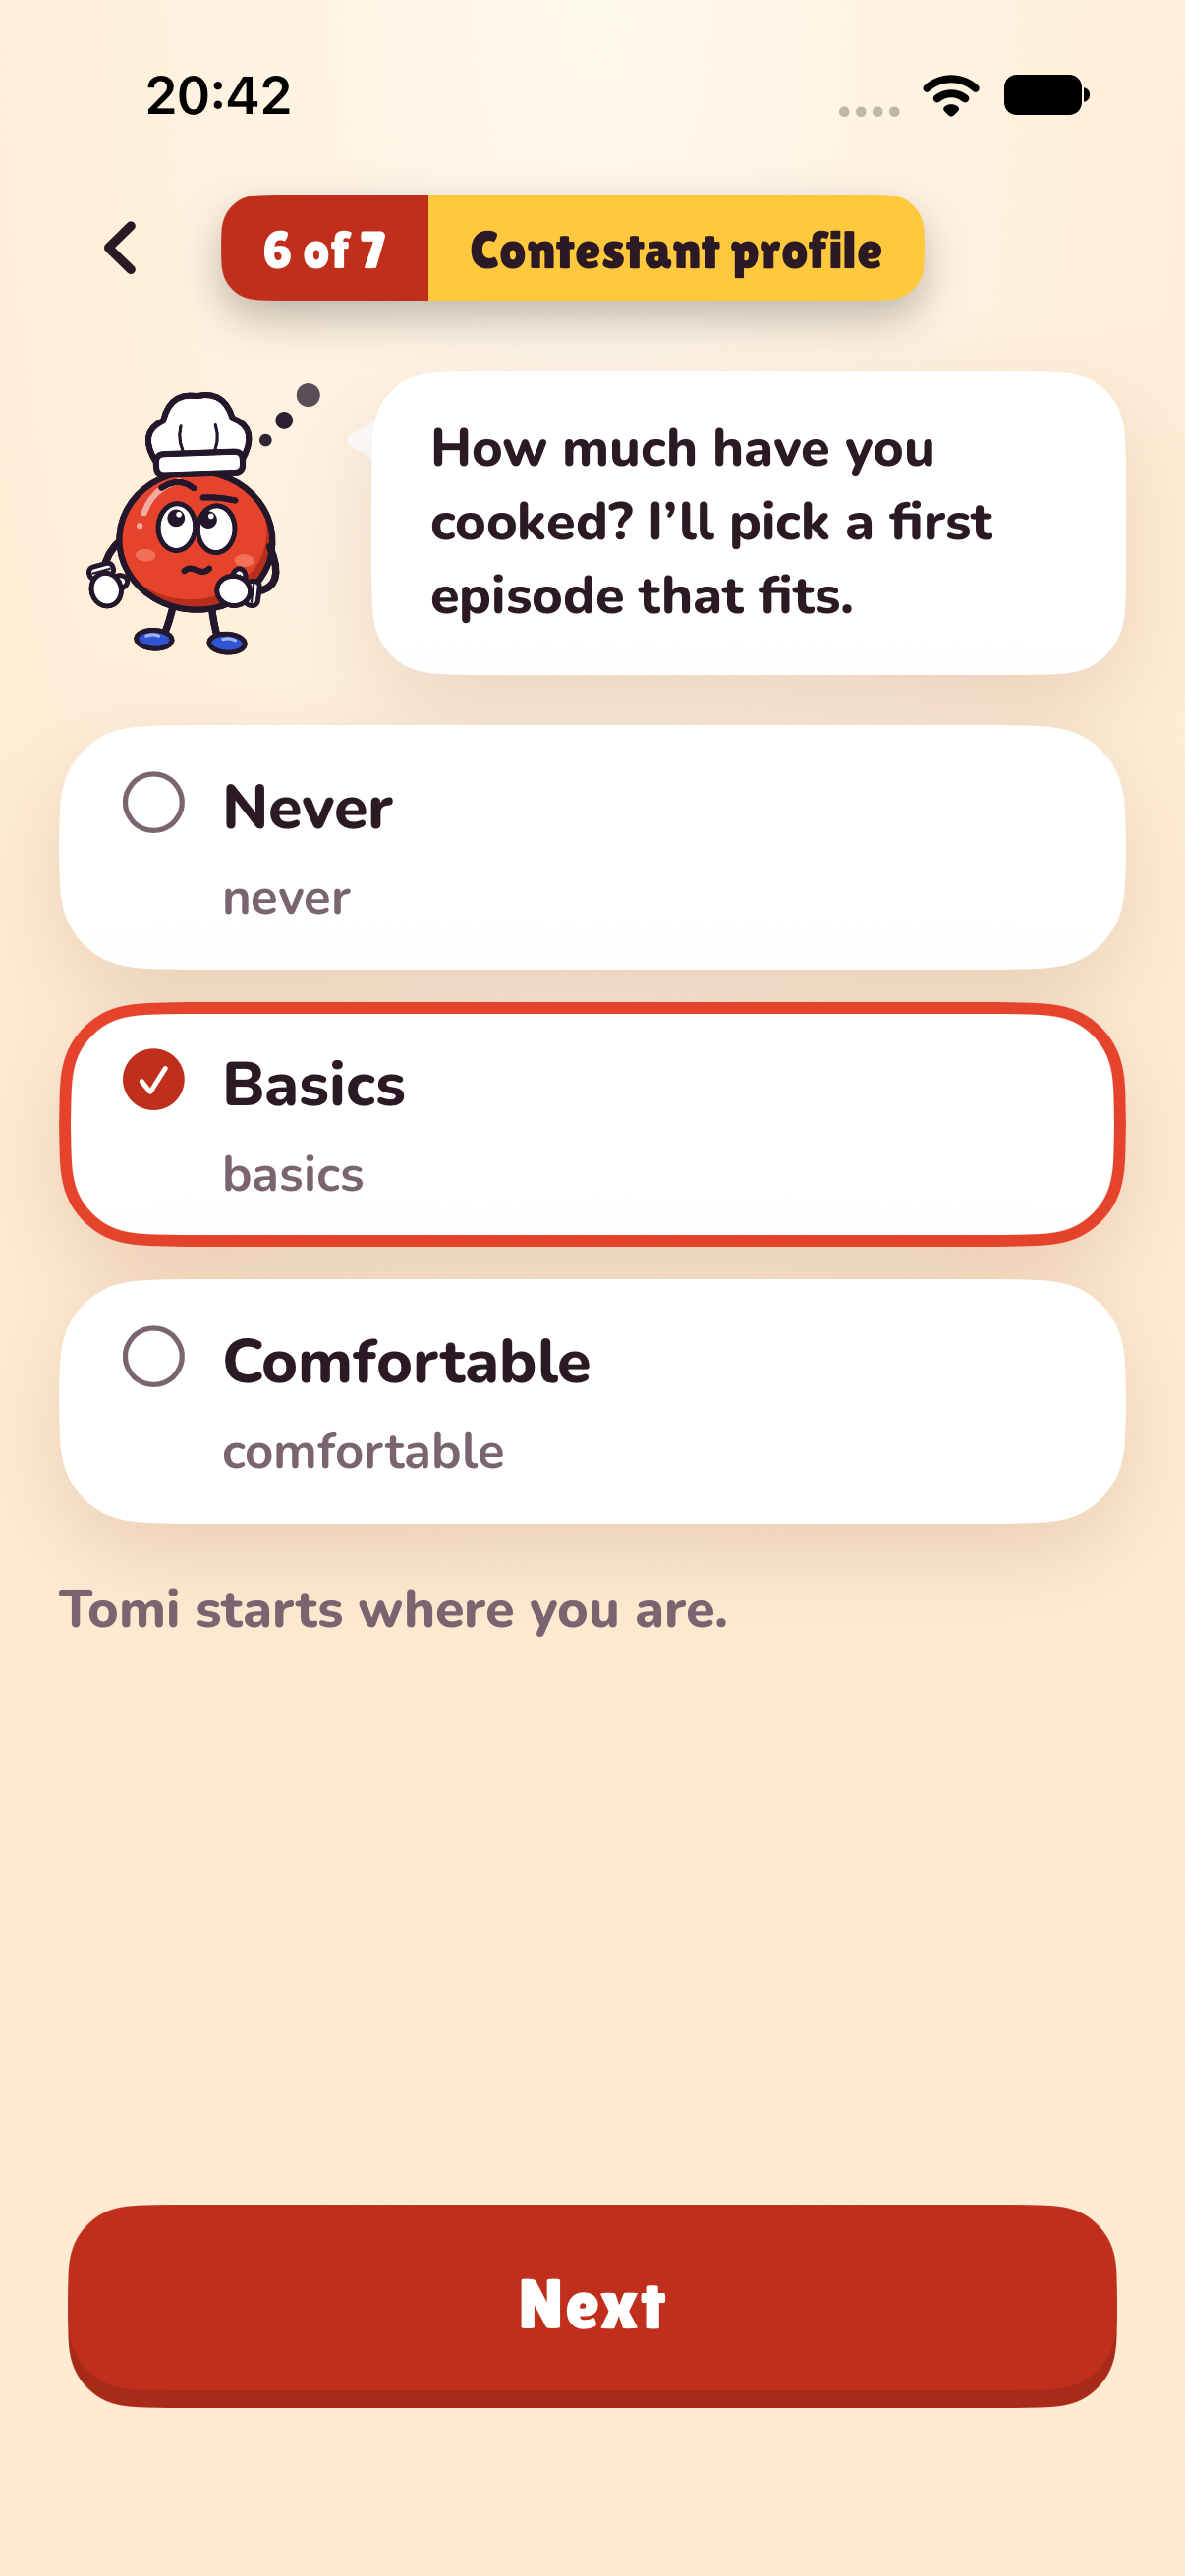 20:42
6 of 7
Contestant profile
How much have you
cooked? I’ll pick a first
episode that fits.
Never
never
Basics
basics
Comfortable
comfortable
Tomi starts where you are.
Next